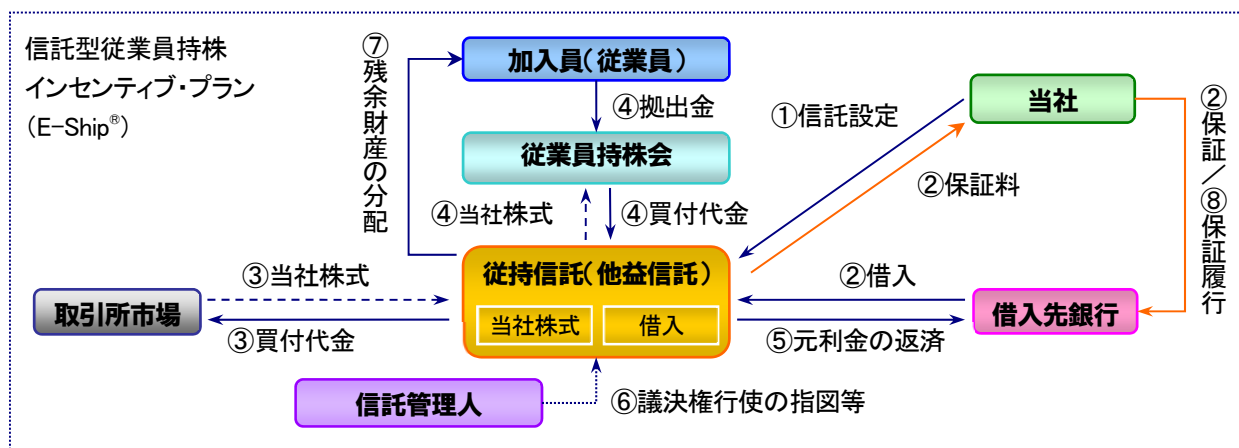 信託型従業員持株
インセンティブ・プラン
(E-Ship®)
⑦残余財産の分配
加入員(従業員)
④拠出金
従業員持株会
④当社株式
④買付代金
①信託設定
当社
②保証料
②保証／⑧保証履行
従持信託(他益信託)
当社株式
借入
③当社株式
取引所市場
③買付代金
②借入
借入先銀行
⑤元利金の返済
信託管理人
⑥議決権行使の指図等